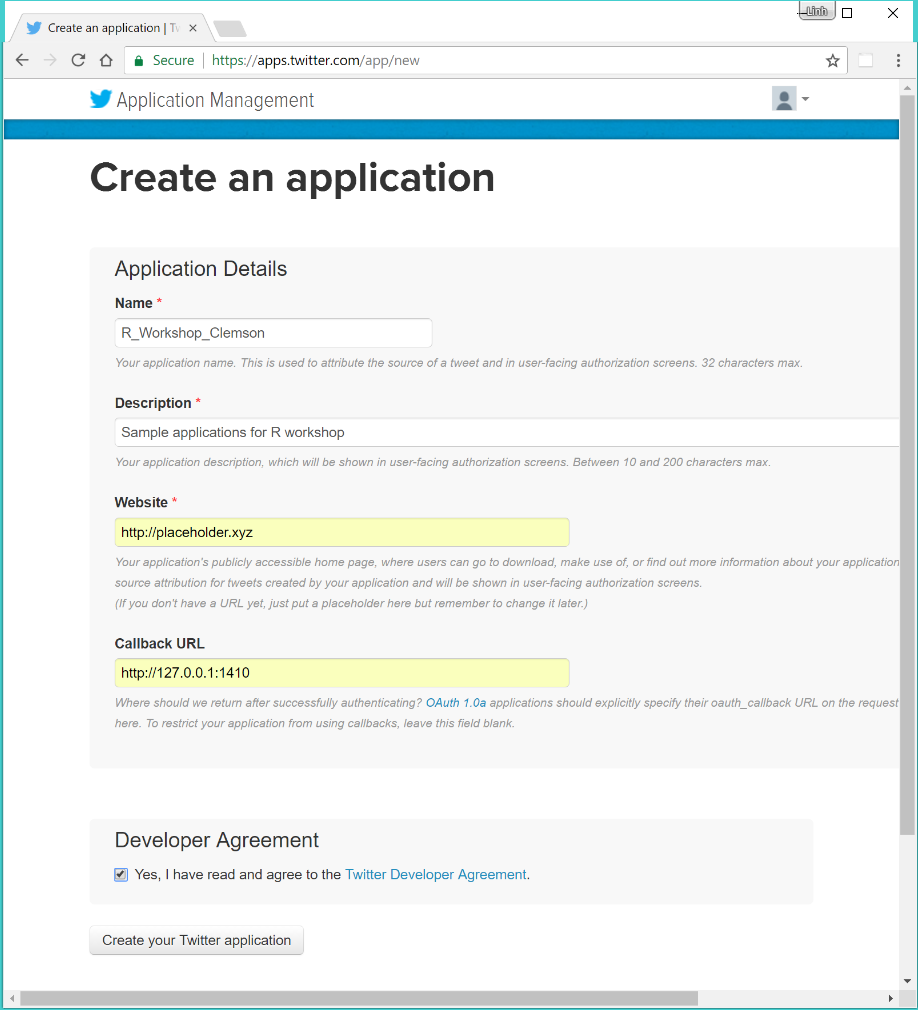 Linh
Create an application | Tw
Secure https://apps.twitter.com/app/new
Application Management
Create an application
Application Details
Name *
R_Workshop_Clemson
Your application name. This is used to attribute the source of a tweet and in user-facing authorization screens. 32 characters max.
Description *
Sample applications for R workshop
Your application description, which will be shown in user-facing authorization screens. Between 10 and 200 characters max.
Website *
http://placeholder.xyz
Your application's publicly accessible home page, where users can go to download, make use of, or find out more information about your application
source attribution for tweets created by your application and will be shown in user-facing authorization screens.
(If you don't have a URL yet, just put a placeholder here but remember to change it later.)
Callback URL
http://127.0.0.1:1410
Where should we return after successfully authenticating? OAuth 1.0a applications should explicitly specify their oauth_callback URL on the request
here. To restrict your application from using callbacks, leave this field blank.
Developer Agreement
Yes, I have read and agree to the Twitter Developer Agreement.
Create your Twitter application